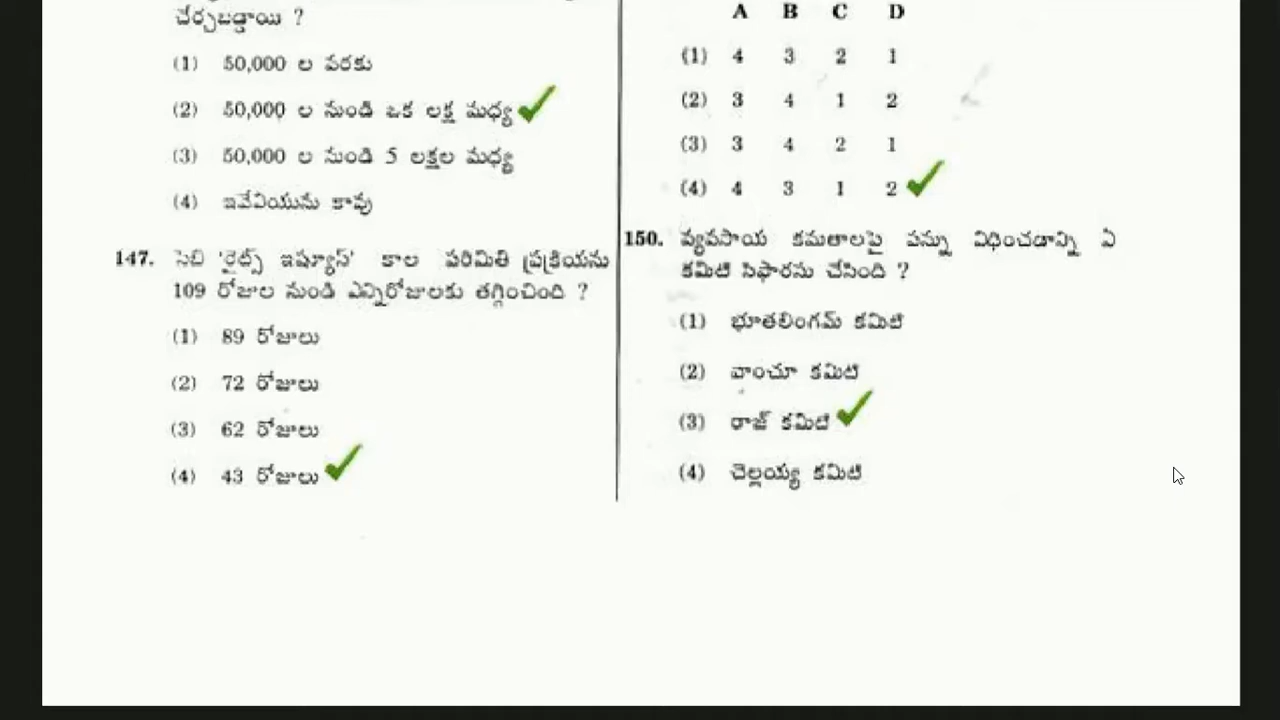 చేర్చబడ్డాయి ?
(1) 50,000 ల వరకు
(2) 50,000 ల నుండి ఒక లక్ష మధ్య
(3) 50,000 ల నుండి 5 లక్షల మధ్య
(4) ఇవేవియును కావు
147. సెబి 'రైట్స్ ఇష్యూస్' కాల పరిమితి ప్రక్రియను
109 రోజుల నుండి ఎన్నిరోజులకు తగ్గించింది ?
(1) 89 రోజులు
(2) 72 రోజులు
(3) 62 రోజులు
(4) 43 రోజులు
A B C D
(1) 4 3 2 1
(2) 3 4 1 2
(3) 3 4 2 1
(4) 4 3 1 2
150. వ్యవసాయ కమతాలపై పన్ను విధించడాన్ని ఏ
కమిటి సిఫారసు చేసింది ?
(1) భూతలింగమ్ కమిటి
(2) వాంచూ కమిటి
(3) రాజ్ కమిటి
(4) చెల్లయ్య కమిటి